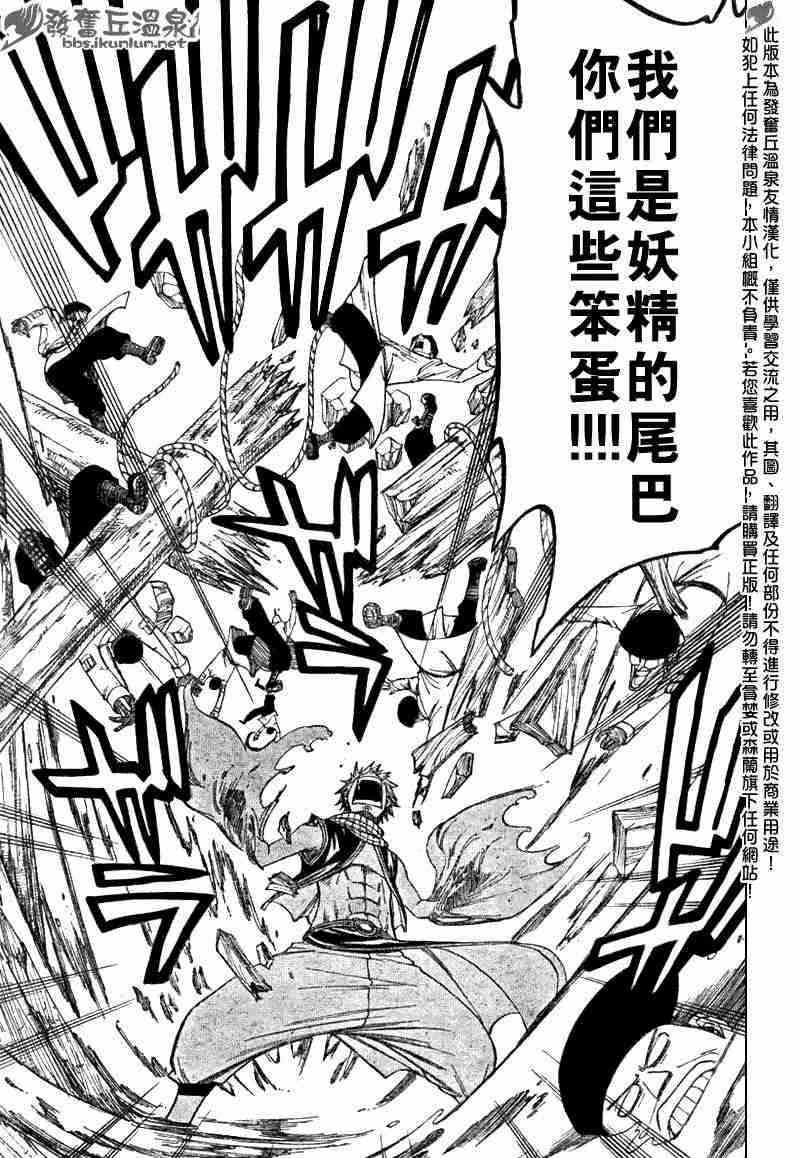 發奮丘溫泉
bbs.ikunlun.net
我們是妖精的尾巴
你們這些笨蛋!!!!
此版本為發奮丘溫泉友情漢化，僅供學習交流之用，其圖、翻譯及任何部份不得進行修改或用於商業用途！
如犯上任何法律問題，本小組概不負責。若您喜歡此作品，請購買正版！請勿轉至貪婪或森蘭旗下任何網站！